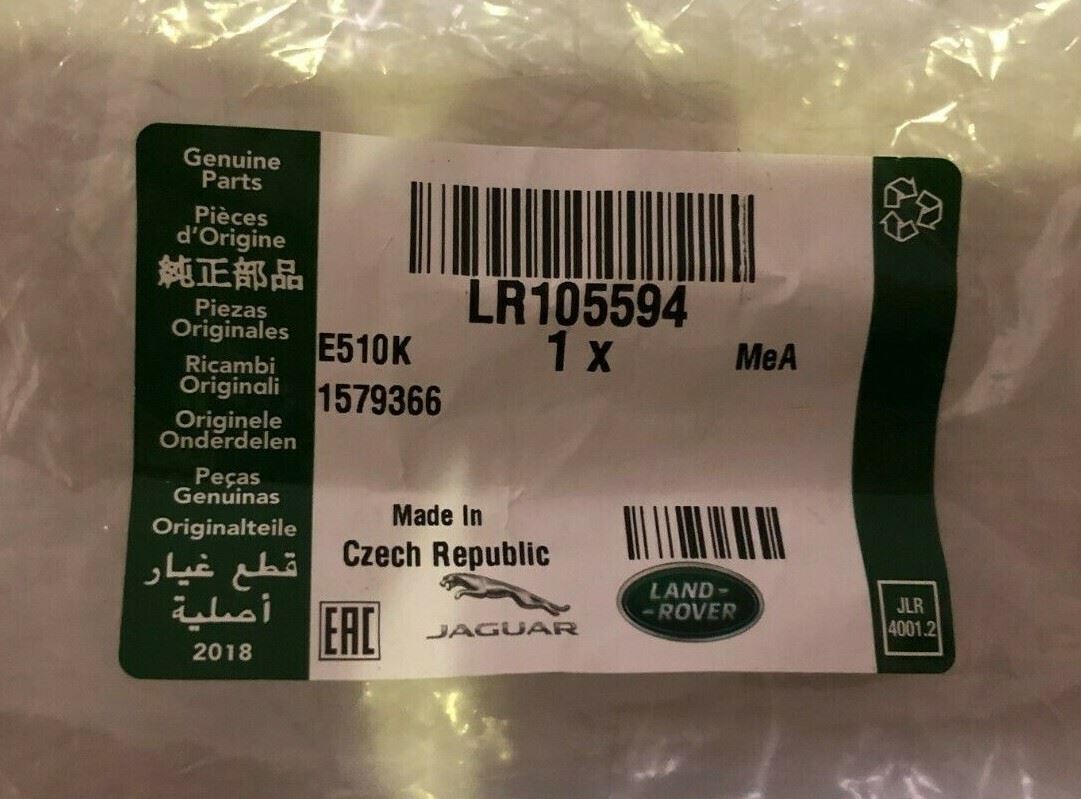 Genuine
Parts
Pièces
d'Origine
純正部品
Piezas
Originales
Ricambi
Originali
Originele
Onderdelen
Peças
Genuinas
Originalteile
قطع غيار
أصلية
2018
LR105594
E510K
1 x
MeA
1579366
Made In
Czech Republic
EAC
JAGUAR
LAND-
-ROVER
JLR
4001.2